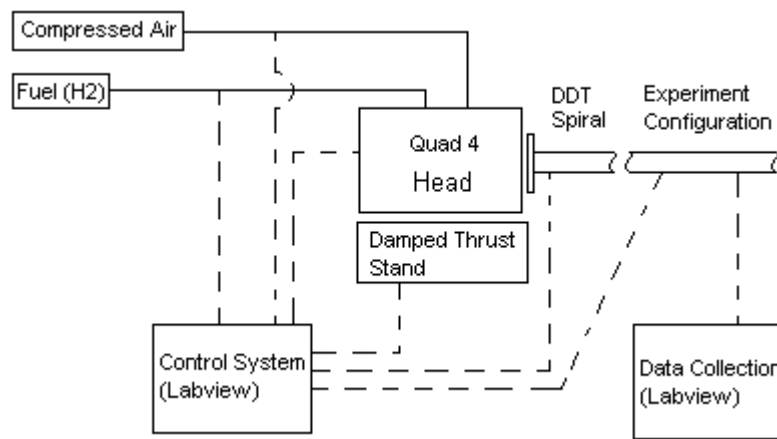 Compressed Air
Fuel (H2)
DDT
Spiral
Experiment
Configuration
Quad 4
Head
Damped Thrust
Stand
Control System
(Labview)
Data Collection
(Labview)